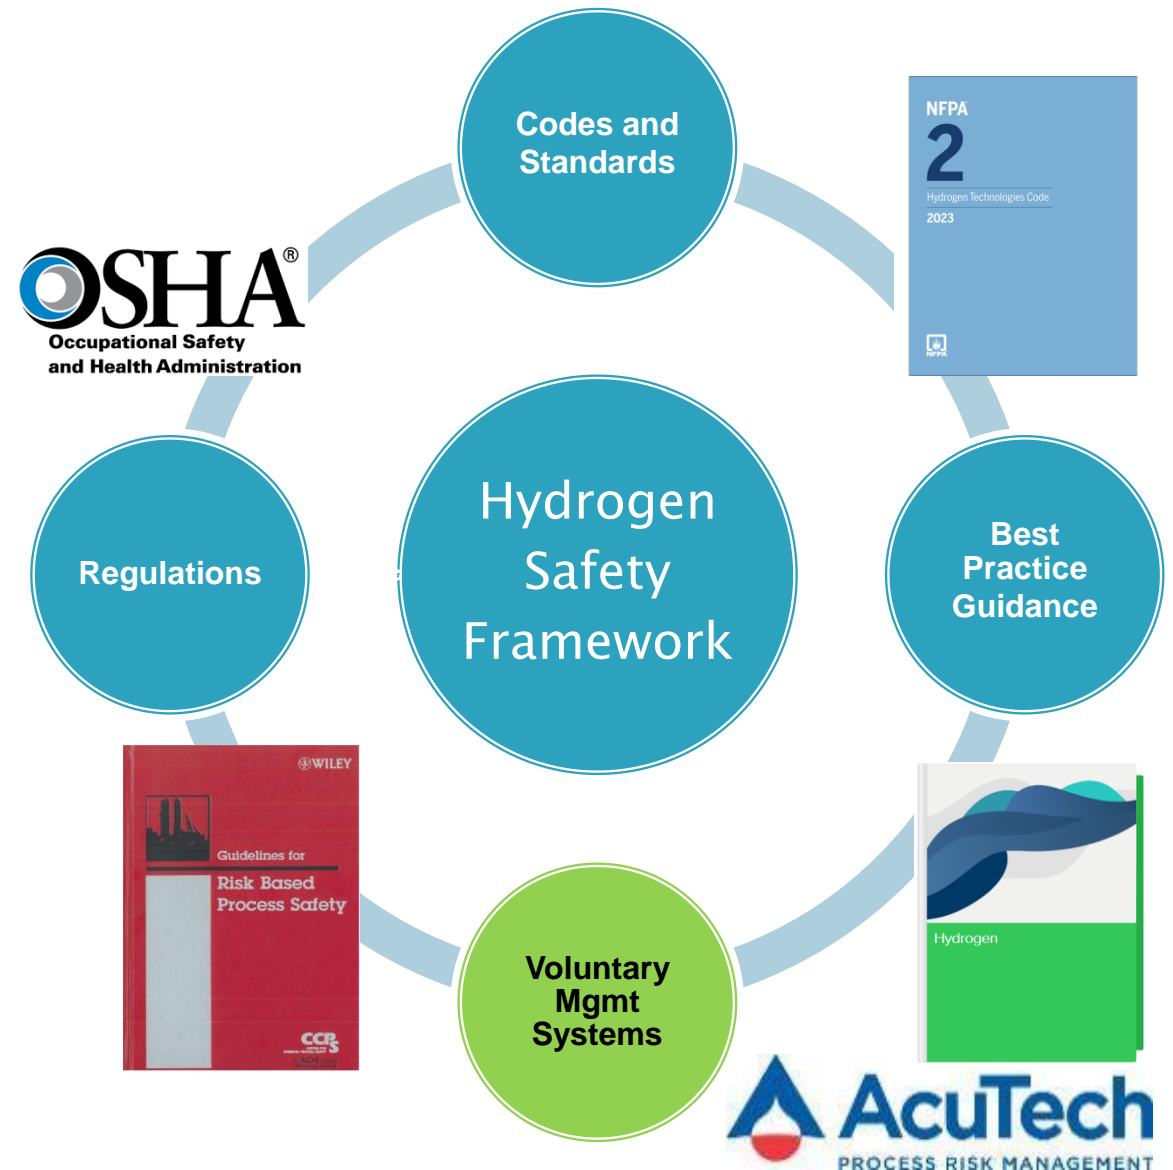 Codes and
Standards
NFPA
2
Hydrogen Technologies Code
2023
NFPA
OSHA®
Occupational Safety
and Health Administration
Hydrogen
Safety
Framework
Regulations
Best
Practice
Guidance
WILEY
Guidelines for
Risk Based
Process Safety
CCPS
Hydrogen
Voluntary
Mgmt
Systems
AcuTech
PROCESS RISK MANAGEMENT